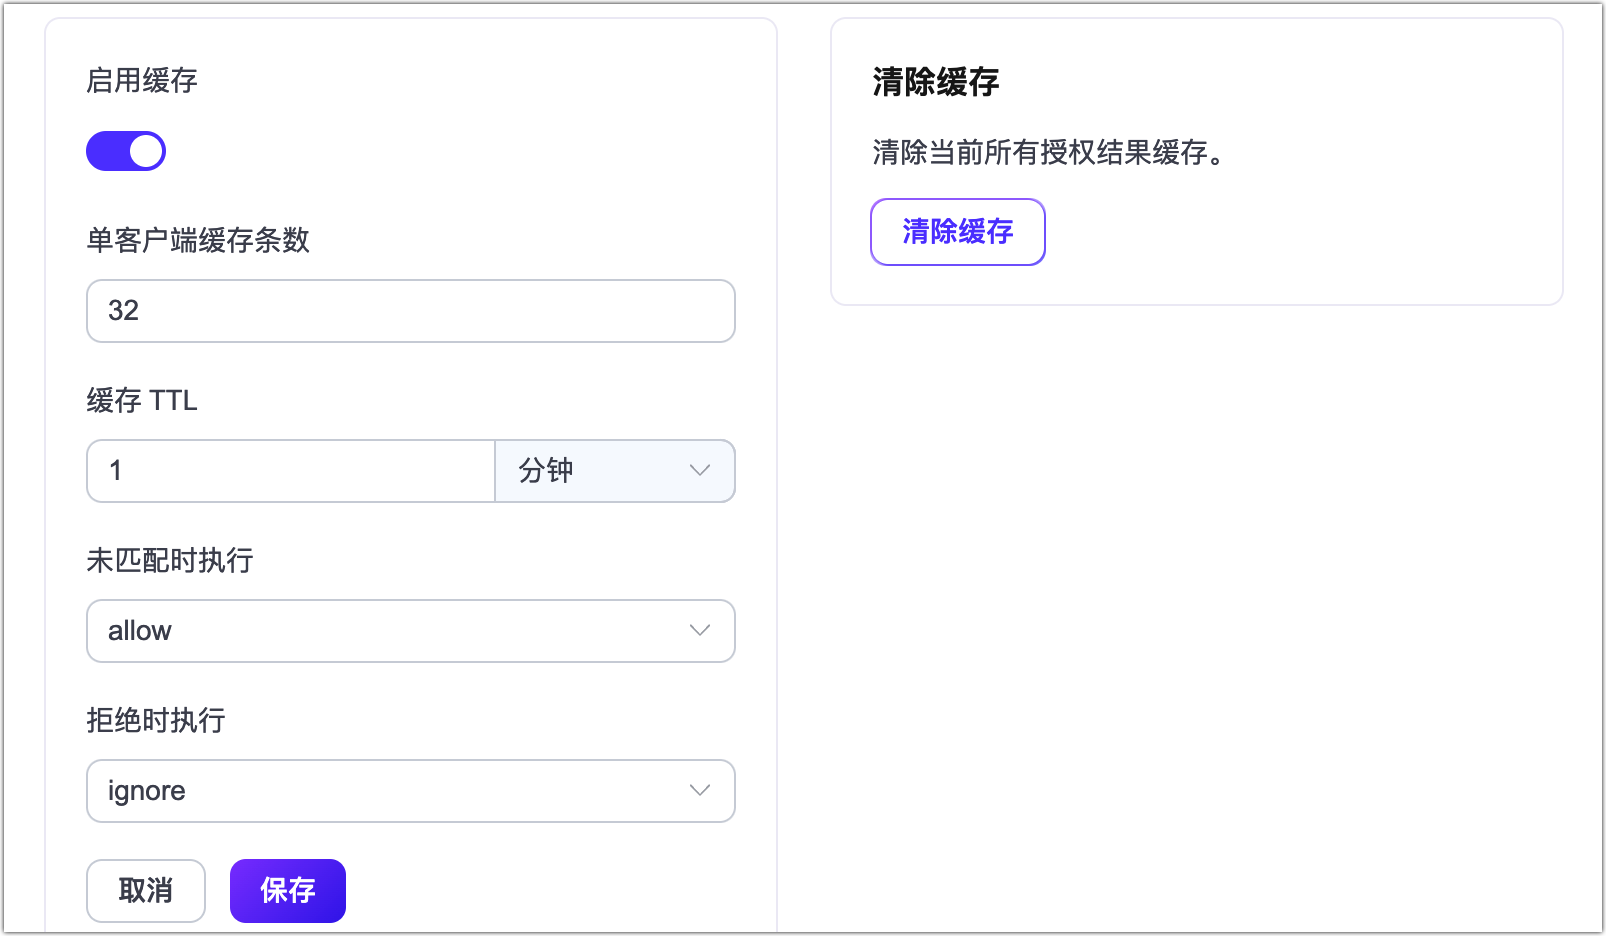 启用缓存
单客户端缓存条数
32
缓存 TTL
1
分钟
未匹配时执行
allow
拒绝时执行
ignore
取消
保存
清除缓存
清除当前所有授权结果缓存。
清除缓存